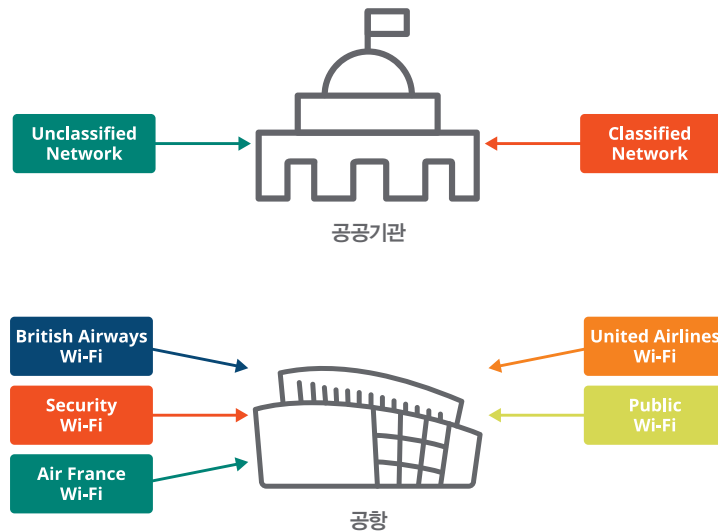 Unclassified
Network
Classified
Network
공공기관
British Airways
Wi-Fi
United Airlines
Wi-Fi
Security
Wi-Fi
Public
Wi-Fi
Air France
Wi-Fi
공항